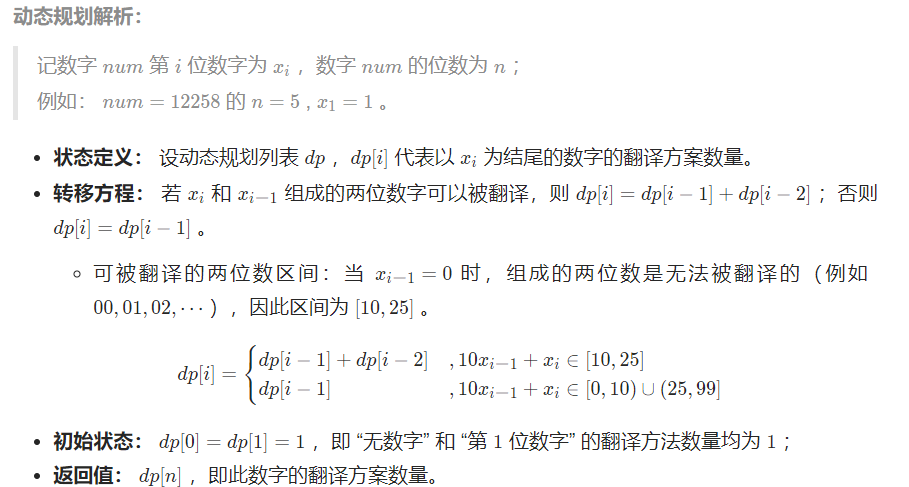 动态规划解析：
记数字 num 第 i 位数字为 x_i ，数字 num 的位数为 n ；
例如： num = 12258 的 n = 5 , x_1 = 1 。
• 状态定义： 设动态规划列表 dp ，dp[i] 代表以 x_i 为结尾的数字的翻译方案数量。
• 转移方程： 若 x_i 和 x_{i-1} 组成的两位数字可以被翻译，则 dp[i] = dp[i − 1] + dp[i − 2] ；否则
dp[i] = dp[i − 1] 。
◦ 可被翻译的两位数区间：当 x_{i-1} = 0 时，组成的两位数是无法被翻译的（例如
00, 01, 02, ⋯ ），因此区间为 [10, 25] 。
dp[i] = { dp[i − 1] + dp[i − 2] , 10x_{i-1} + x_i ∈ [10, 25]
dp[i − 1] , 10x_{i-1} + x_i ∈ [0, 10) ∪ (25, 99]
• 初始状态： dp[0] = dp[1] = 1 ，即 “无数字” 和 “第 1 位数字” 的翻译方法数量均为 1 ；
• 返回值： dp[n] ，即此数字的翻译方案数量。